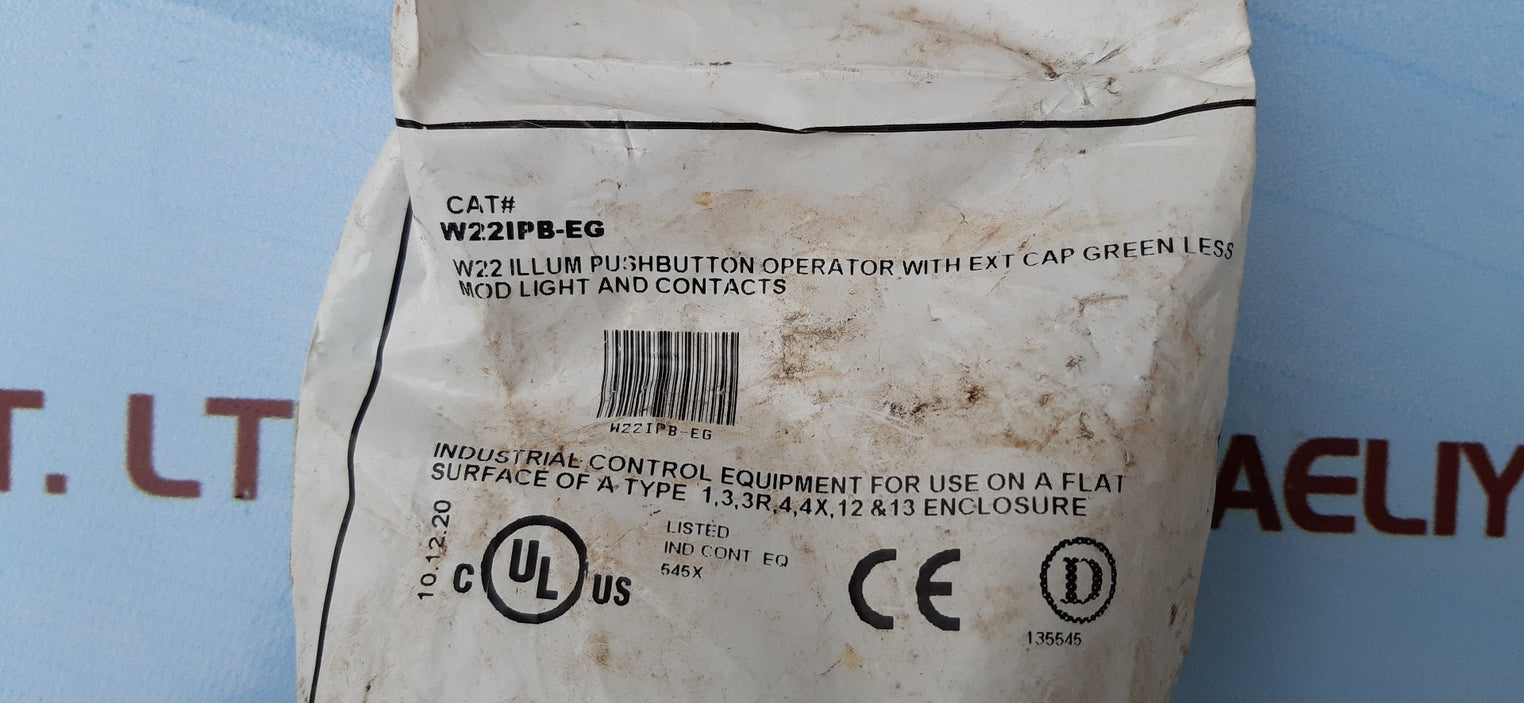 CAT#
W22IPB-EG
W22 ILLUM PUSHBUTTON OPERATOR WITH EXT CAP GREEN LESS
MOD LIGHT AND CONTACTS
W22IPB-EG
INDUSTRIAL CONTROL EQUIPMENT FOR USE ON A FLAT
SURFACE OF A TYPE 1,3,3R,4,4X,12 &13 ENCLOSURE
10.12.20
C UL US
LISTED
IND CONT EQ
545X
CE
D
135545
T. LT
AELIY